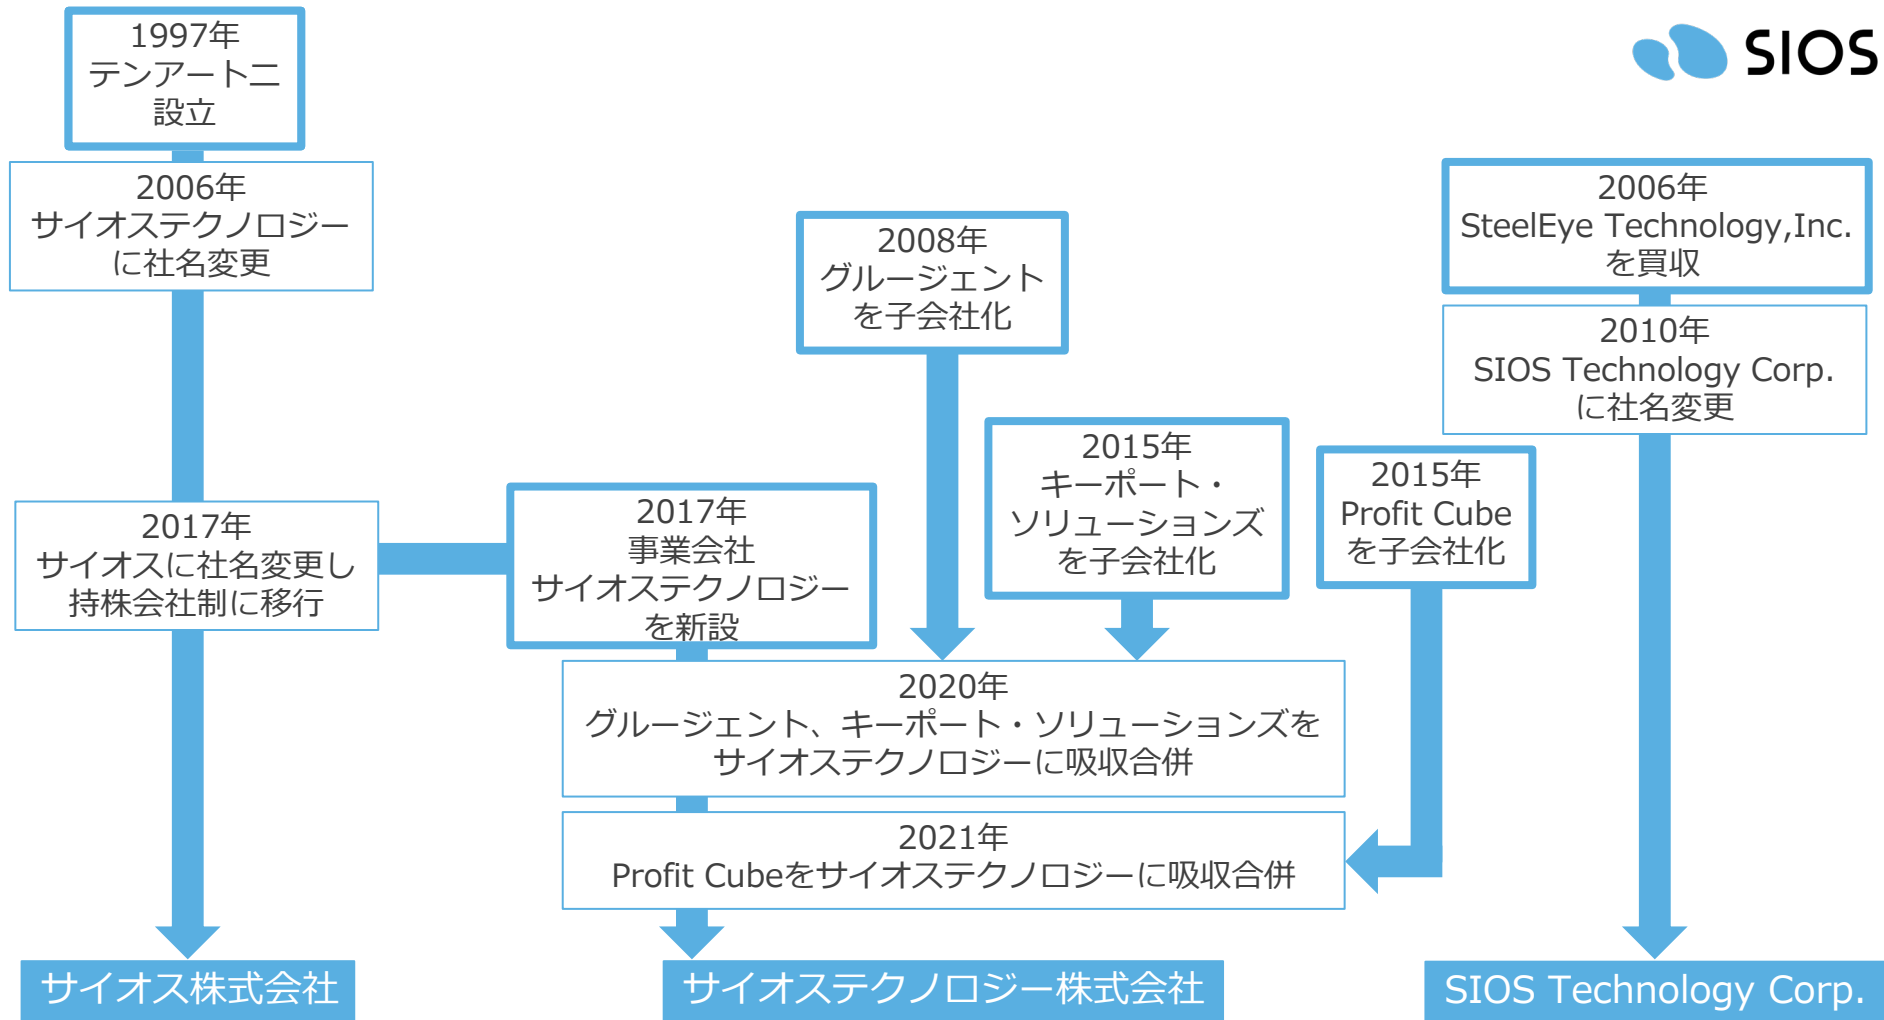 1997年
テンアートニ
設立
SIOS
2006年
サイオステクノロジー
に社名変更
2006年
SteelEye Technology,Inc.
を買収
2008年
グルージェント
を子会社化
2010年
SIOS Technology Corp.
に社名変更
2015年
キーポート・
ソリューションズ
を子会社化
2015年
Profit Cube
を子会社化
2017年
サイオスに社名変更し
持株会社制に移行
2017年
事業会社
サイオステクノロジー
を新設
2020年
グルージェント、キーポート・ソリューションズを
サイオステクノロジーに吸収合併
2021年
Profit Cubeをサイオステクノロジーに吸収合併
サイオス株式会社
サイオステクノロジー株式会社
SIOS Technology Corp.